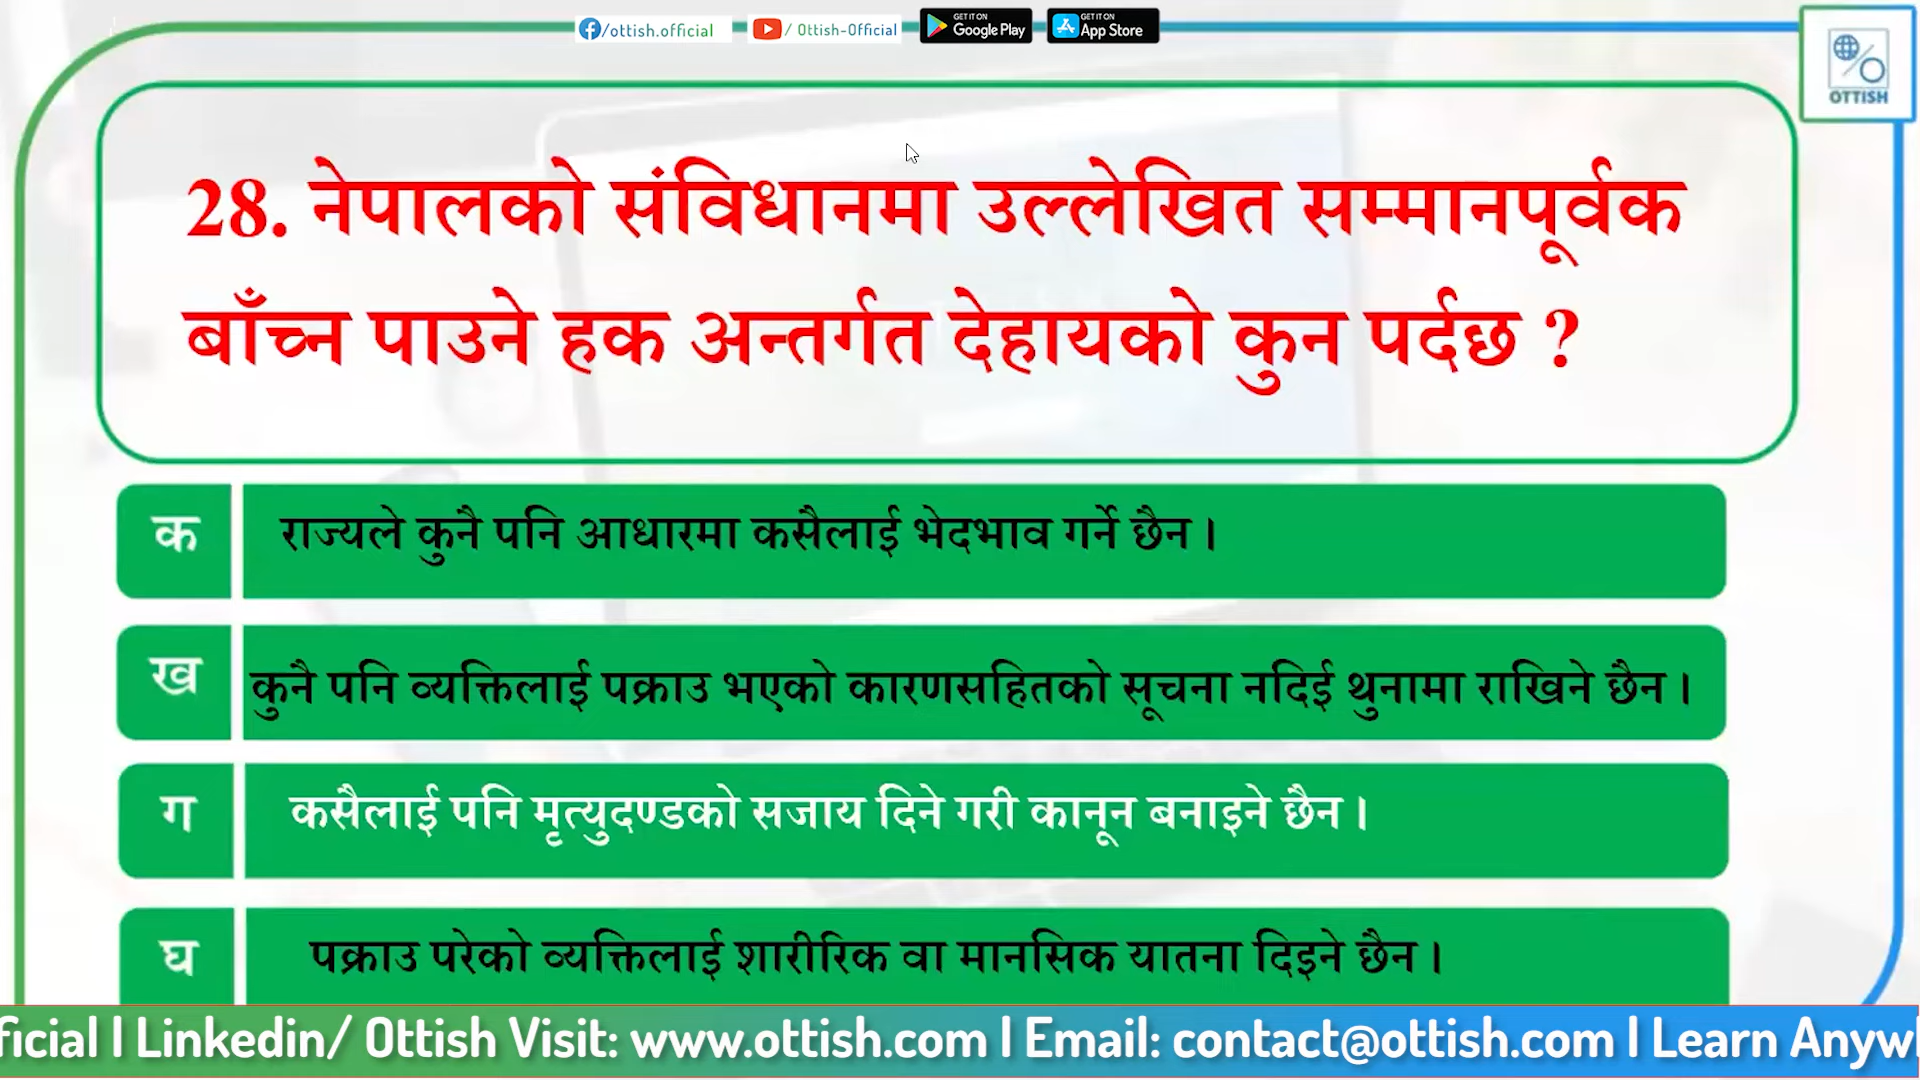 /ottish.official
/ Ottish-Official
GET IT ON
Google Play
GET IT ON
App Store
OTTISH
28. नेपालको संविधानमा उल्लेखित सम्मानपूर्वक
बाँच्न पाउने हक अन्तर्गत देहायको कुन पर्दछ ?
क
राज्यले कुनै पनि आधारमा कसैलाई भेदभाव गर्ने छैन ।
ख
कुनै पनि व्यक्तिलाई पक्राउ भएको कारणसहितको सूचना नदिई थुनामा राखिने छैन ।
ग
कसैलाई पनि मृत्युदण्डको सजाय दिने गरी कानून बनाइने छैन ।
घ
पक्राउ परेको व्यक्तिलाई शारीरिक वा मानसिक यातना दिइने छैन ।
ficial | Linkedin/ Ottish Visit: www.ottish.com | Email: contact@ottish.com | Learn Anyw